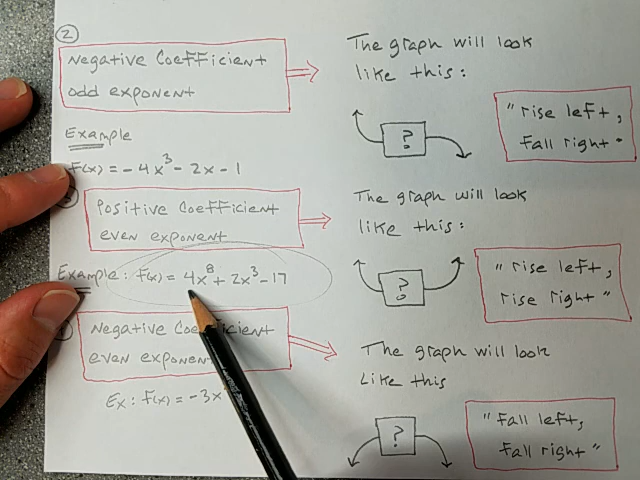 2
Negative Coefficient
odd exponent
The graph will look
like this:
?
"rise left,
fall right"
Example
F(x) = -4x³ - 2x - 1
Positive Coefficient
even exponent
The graph will look
like this:
?
"rise left,
rise right"
Example: F(x) = 4x⁸ + 2x³ - 17
Negative Coefficient
even exponent
The graph will look
Like this
?
"fall left,
fall right"
Ex: F(x) = -3x